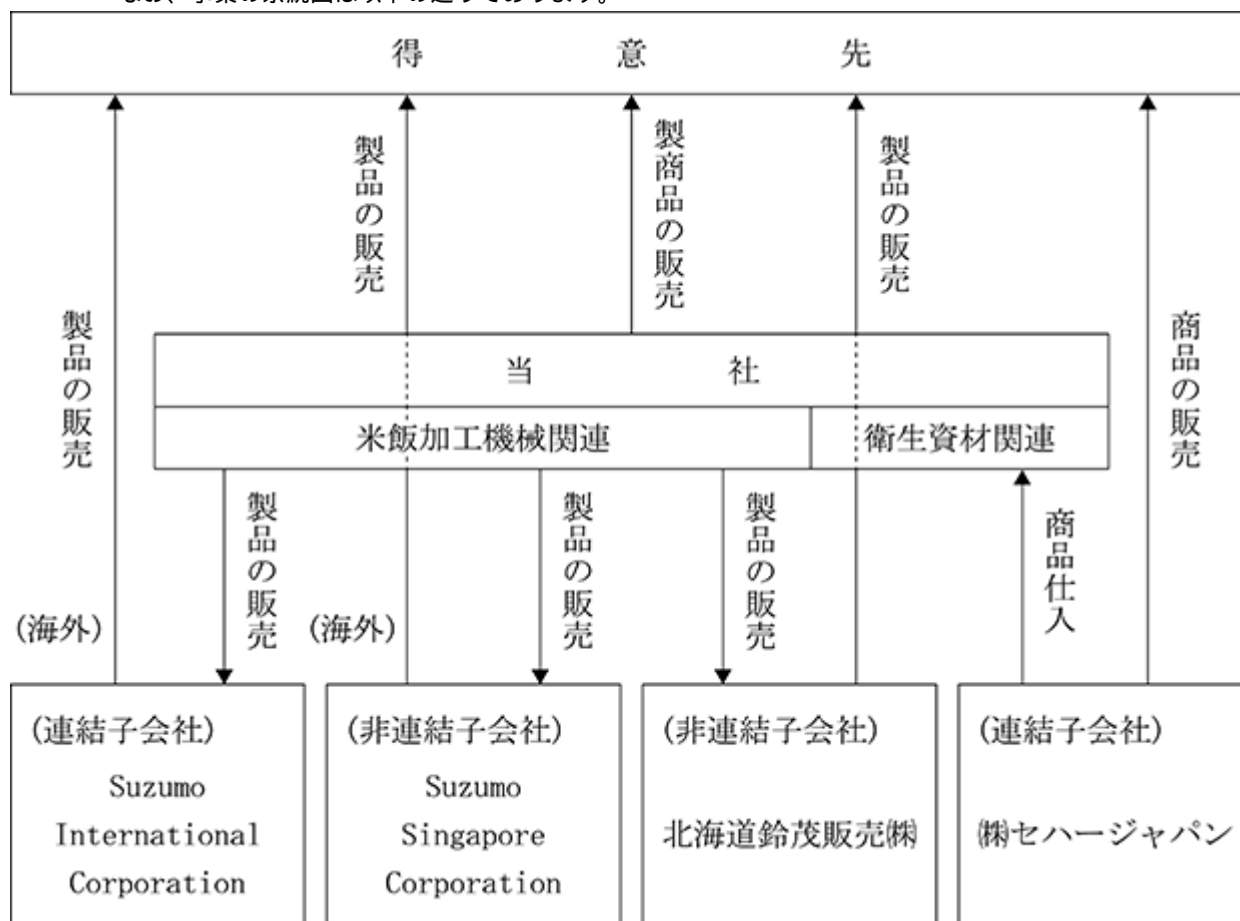 なお、事業の系統図は以下の通りであります。
得意先
製品の販売
製商品の販売
製品の販売
製品の販売
商品の販売
当社
米飯加工機械関連
衛生資材関連
製品の販売
製品の販売
製品の販売
商品仕入
(海外)
(海外)
(連結子会社)
Suzumo
International
Corporation
(非連結子会社)
Suzumo
Singapore
Corporation
(非連結子会社)
北海道鈴茂販売㈱
(連結子会社)
㈱セハージャパン